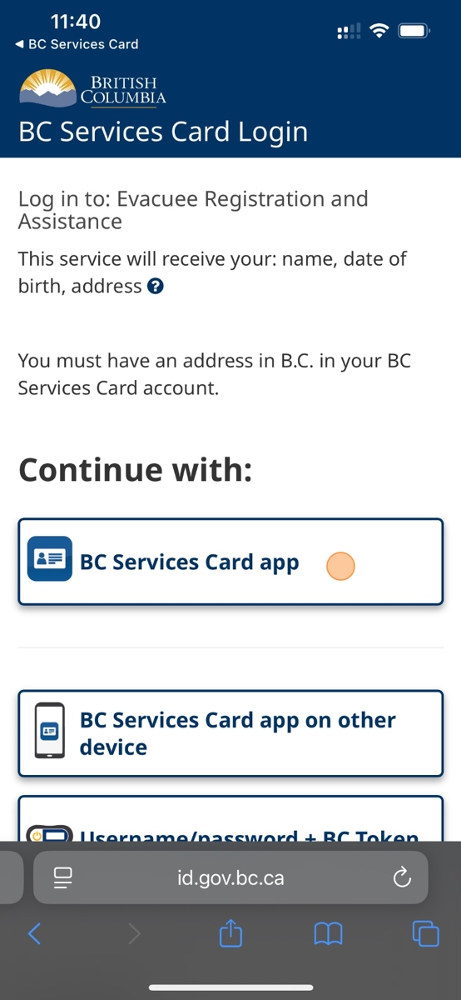 11:40
◀ BC Services Card
BRITISH
COLUMBIA
BC Services Card Login
Log in to: Evacuee Registration and
Assistance
This service will receive your: name, date of
birth, address ?
You must have an address in B.C. in your BC
Services Card account.
Continue with:
BC Services Card app
BC Services Card app on other
device
Username/password + BC Token
id.gov.bc.ca